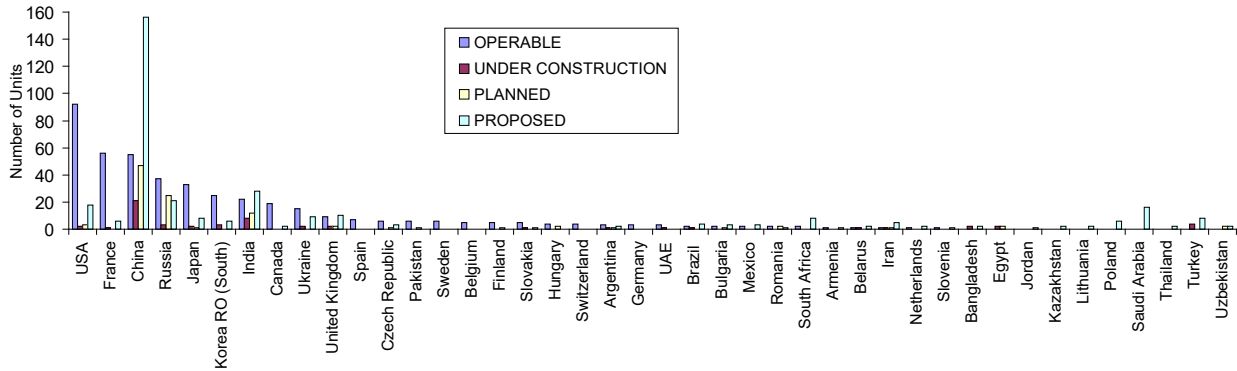 160
140
120
100
80
60
40
20
0
Number of Units
OPERABLE
UNDER CONSTRUCTION
PLANNED
PROPOSED
USA
France
China
Russia
Japan
Korea RO (South)
India
Canada
Ukraine
United Kingdom
Spain
Czech Republic
Pakistan
Sweden
Belgium
Finland
Slovakia
Hungary
Switzerland
Argentina
Germany
UAE
Brazil
Bulgaria
Mexico
Romania
South Africa
Armenia
Belarus
Iran
Netherlands
Slovenia
Bangladesh
Egypt
Jordan
Kazakhstan
Lithuania
Poland
Saudi Arabia
Thailand
Turkey
Uzbekistan